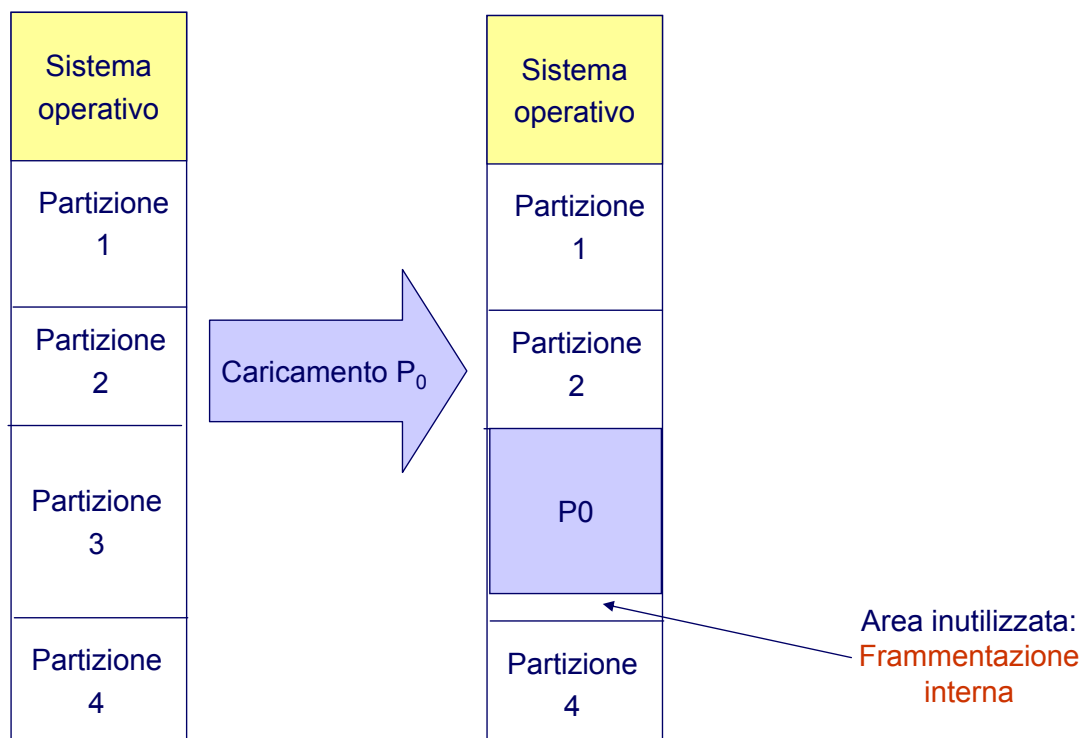 Sistema
operativo
Partizione
1
Partizione
2
Partizione
3
Partizione
4
Caricamento P₀
Sistema
operativo
Partizione
1
Partizione
2
P0
Partizione
4
Area inutilizzata:
Frammentazione
interna